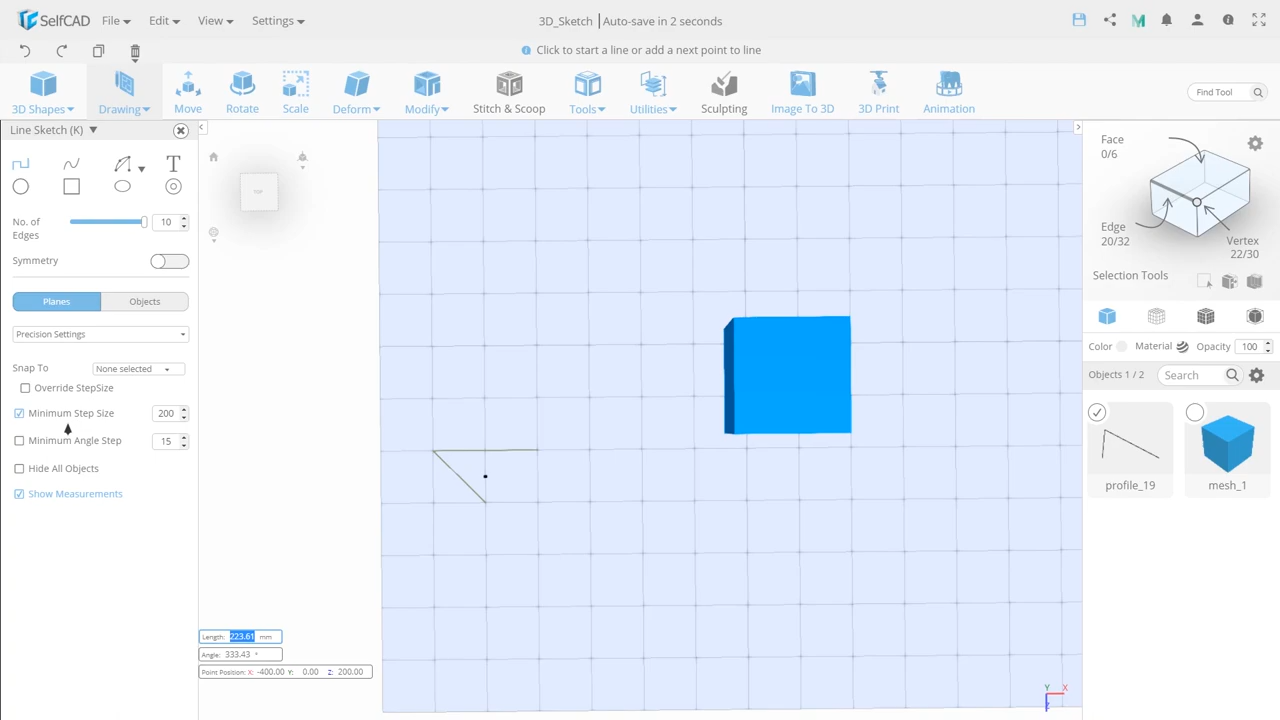 SelfCAD File Edit View Settings 3D_Sketch |Auto-save in 2 seconds
Click to start a line or add a next point to line
3D Shapes Drawing Move Rotate Scale Deform Modify Stitch & Scoop Tools Utilities Sculpting Image To 3D 3D Print Animation Find Tool
Line Sketch (K)
T
No. of Edges 10
Symmetry
Planes Objects
Precision Settings
Snap To None selected
Override StepSize
Minimum Step Size 200
Minimum Angle Step 15
Hide All Objects
Show Measurements
TOP
Length: 223.61 mm
Angle: 333.43 °
Point Position: X: -400.00 Y: 0.00 Z: 200.00
Y X
Z
Face
0/6
Edge
20/32
Vertex
22/30
Selection Tools
Color Material Opacity 100
Objects 1 / 2 Search
profile_19 mesh_1